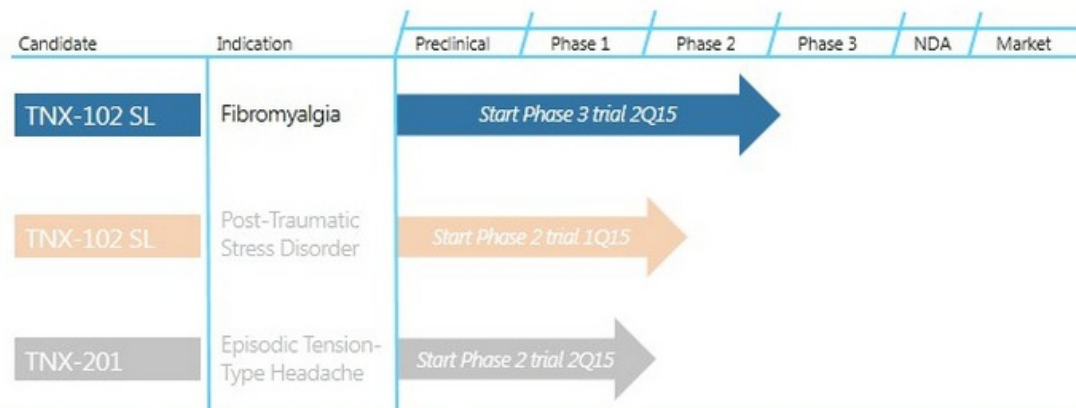 Candidate Indication Preclinical Phase 1 Phase 2 Phase 3 NDA Market
TNX-102 SL Fibromyalgia Start Phase 3 trial 2Q15
TNX-102 SL Post-Traumatic
Stress Disorder Start Phase 2 trial 1Q15
TNX-201 Episodic Tension-
Type Headache Start Phase 2 trial 2Q15